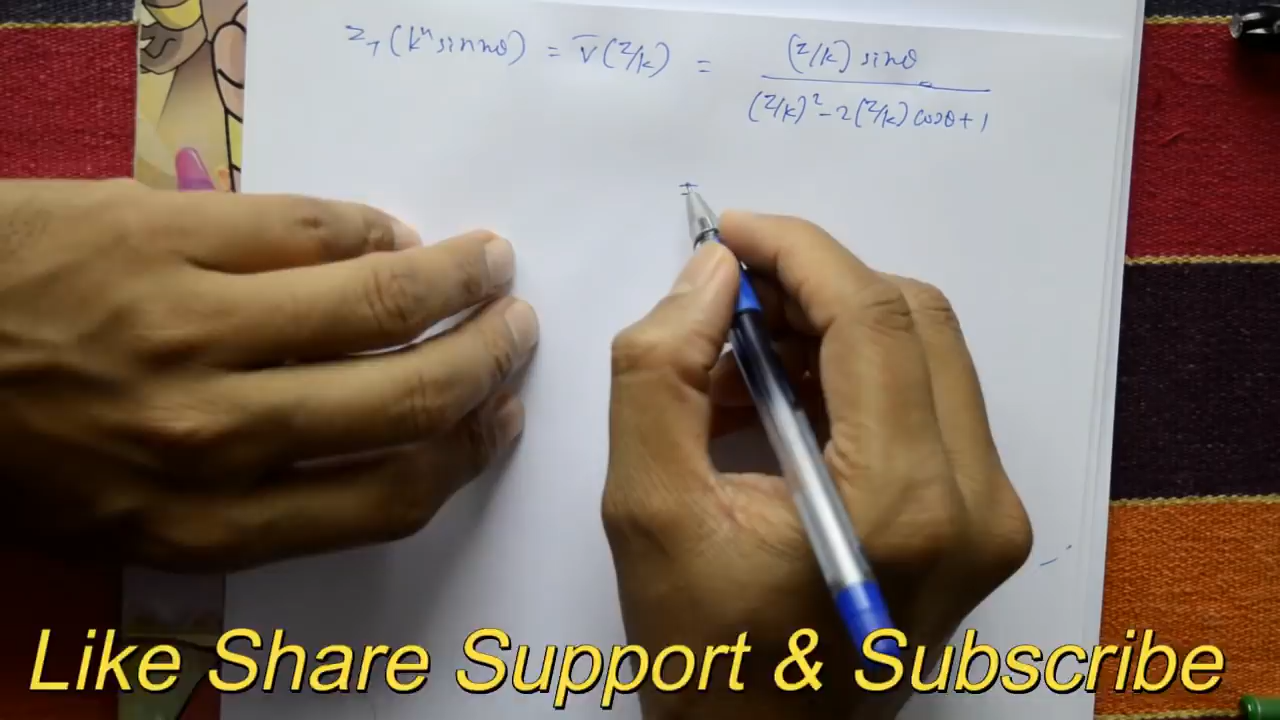 z_T (k^n sin nθ) = v̄ (z/k) = (z/k) sinθ / (z/k)^2 - 2(z/k) cosθ + 1
=
Like Share Support & Subscribe